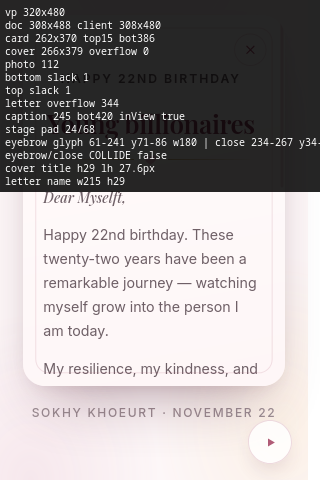 vp 320x480
doc 308x488 client 308x480
card 262x370 top15 bot386
cover 266x379 overflow 0
photo 112
bottom slack 1
top slack 1
letter overflow 344
caption 245 bot420 inView true
stage pad 24/68
eyebrow glyph 61-241 y71-86 w180 | close 234-267 y34-
eyebrow/close COLLIDE false
cover title h29 lh 27.6px
letter name w215 h29
HAPPY 22ND BIRTHDAY
Young billionaires
Dear Myself1,
Happy 22nd birthday. These
twenty-two years have been a
remarkable journey — watching
myself grow into the person I
am today.
My resilience, my kindness, and
SOKHY KHOEURT · NOVEMBER 22